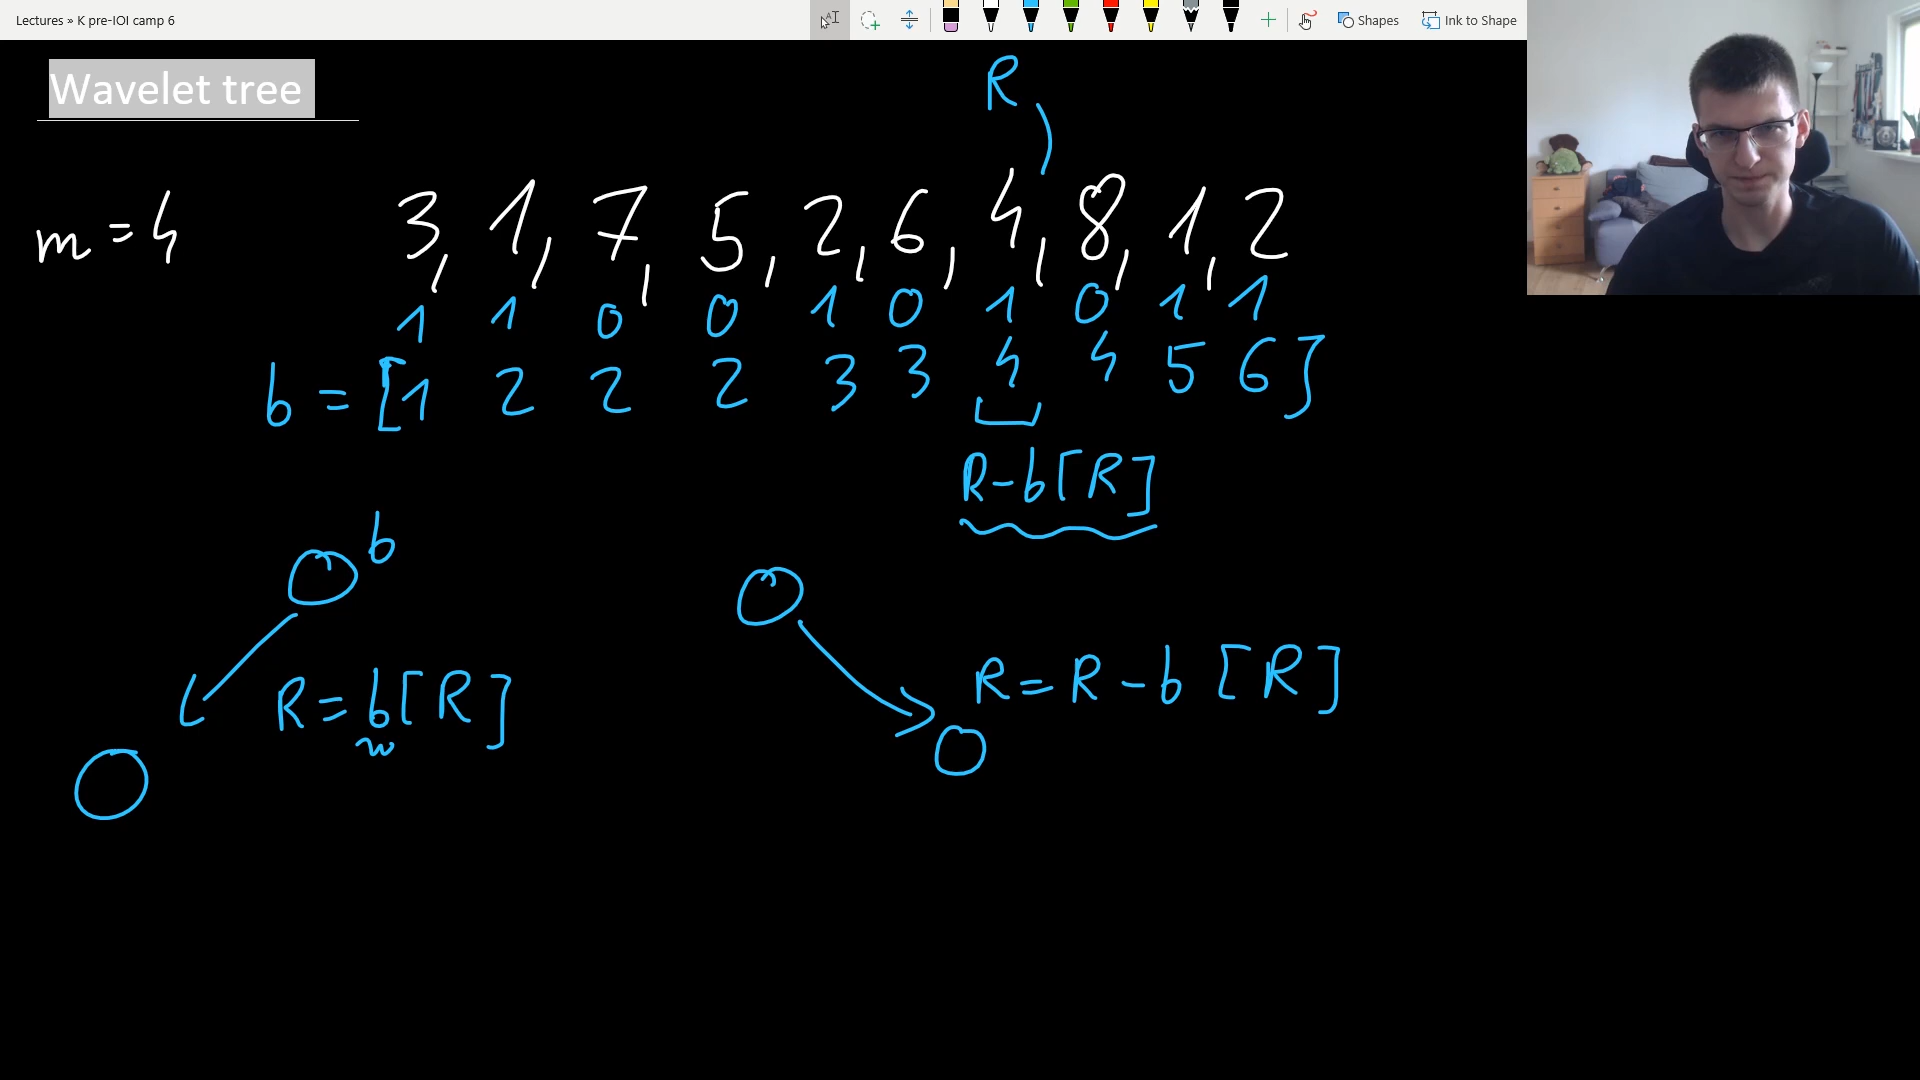 Lectures » K pre-IOI camp 6
Shapes
Ink to Shape
Wavelet tree
R
m = 4
3, 1, 7, 5, 2, 6, 4, 8, 1, 2
1 1 0 0 1 0 1 0 1 1
b = [1 2 2 2 3 3 4 4 5 6]
R-b[R]
b
R = b[R]
R = R - b [R]